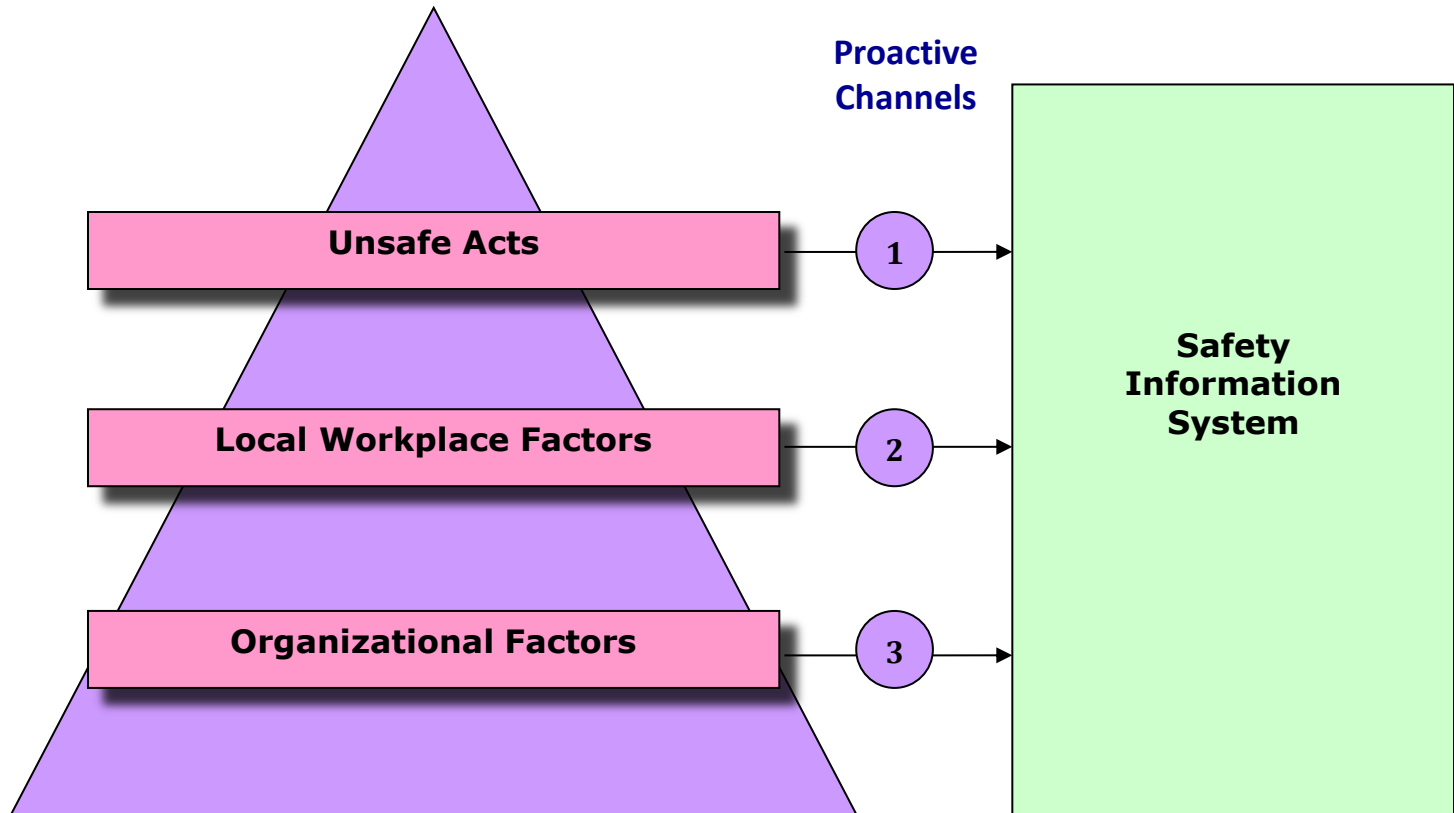 Proactive
Channels
Unsafe Acts
1
Safety
Information
System
Local Workplace Factors
2
Organizational Factors
3